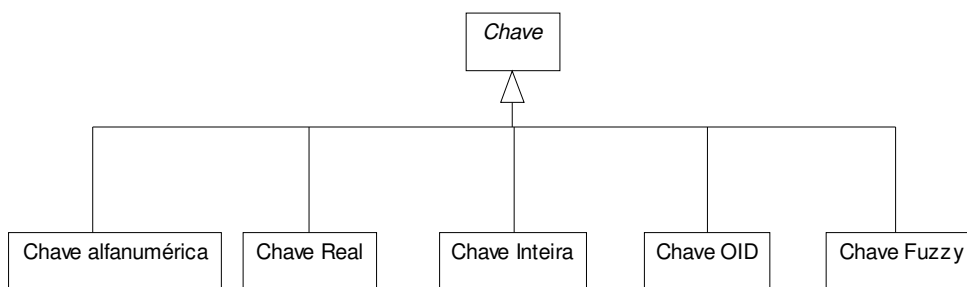 Chave
Chave alfanumérica
Chave Real
Chave Inteira
Chave OID
Chave Fuzzy